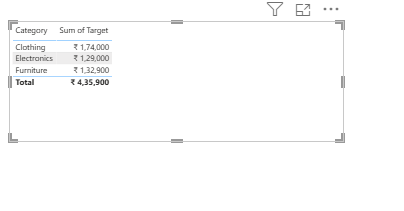 Category Sum of Target
Clothing ₹ 1,74,000
Electronics ₹ 1,29,000
Furniture ₹ 1,32,900
Total ₹ 4,35,900